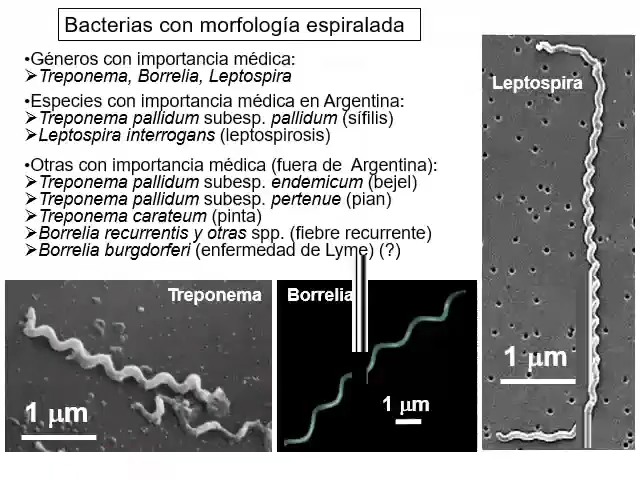 Bacterias con morfología espiralada
•Géneros con importancia médica:
➢Treponema, Borrelia, Leptospira
•Especies con importancia médica en Argentina:
➢Treponema pallidum subesp. pallidum (sífilis)
➢Leptospira interrogans (leptospirosis)
•Otras con importancia médica (fuera de Argentina):
➢Treponema pallidum subesp. endemicum (bejel)
➢Treponema pallidum subesp. pertenue (pian)
➢Treponema carateum (pinta)
➢Borrelia recurrentis y otras spp. (fiebre recurrente)
➢Borrelia burgdorferi (enfermedad de Lyme) (?)
Leptospira
1 μm
Treponema
1 μm
Borrelia
1 μm